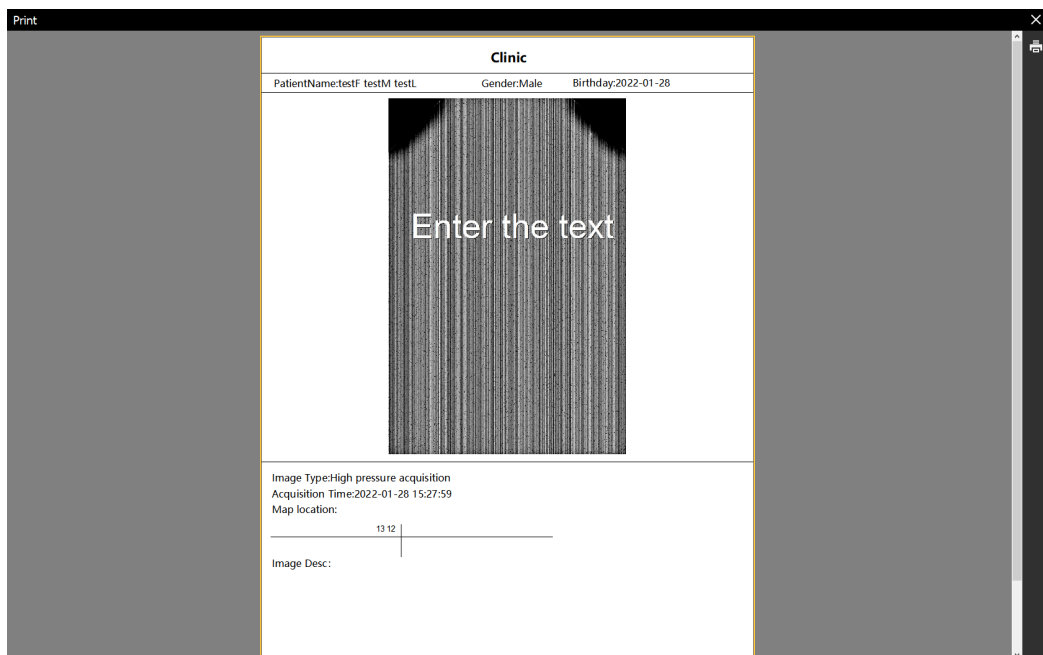 Print
Clinic
PatientName:testF testM testL Gender:Male Birthday:2022-01-28
Enter the text
Image Type:High pressure acquisition
Acquisition Time:2022-01-28 15:27:59
Map location:
13 12
Image Desc: